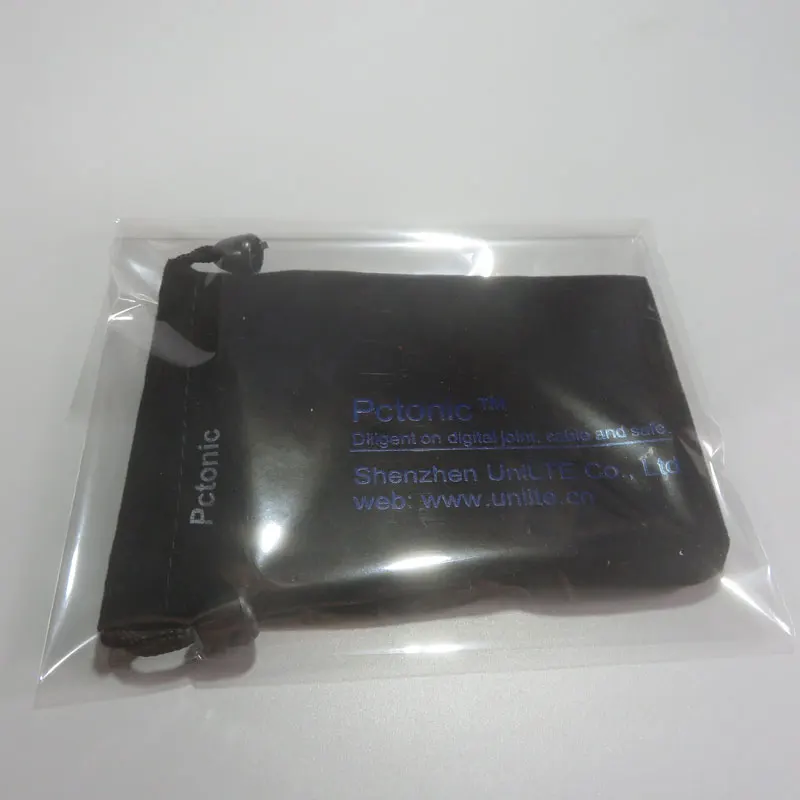 Pctonic™
Diligent on digital joint, cable and safe.
Shenzhen UniLTE Co., Ltd
web: www.unilte.cn
Pctonic